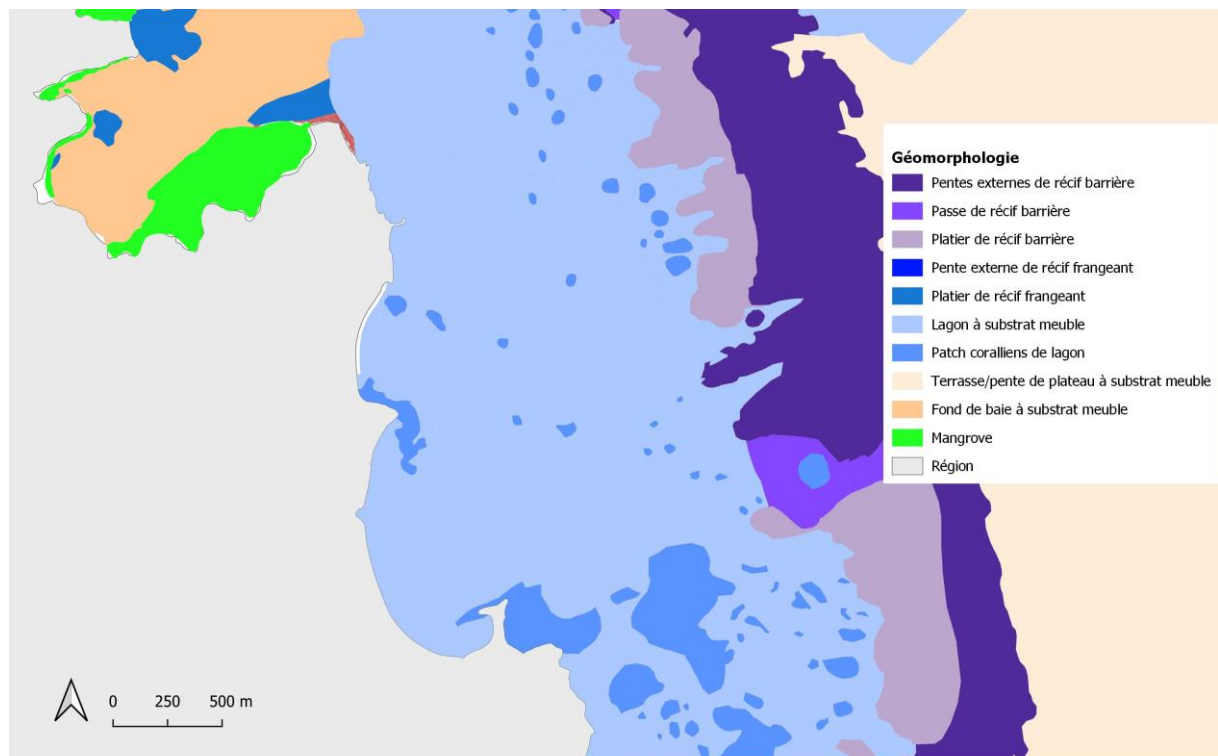 Géomorphologie
Pentes externes de récif barrière
Passe de récif barrière
Platier de récif barrière
Pente externe de récif frangeant
Platier de récif frangeant
Lagon à substrat meuble
Patch coralliens de lagon
Terrasse/pente de plateau à substrat meuble
Fond de baie à substrat meuble
Mangrove
Région
0 250 500 m